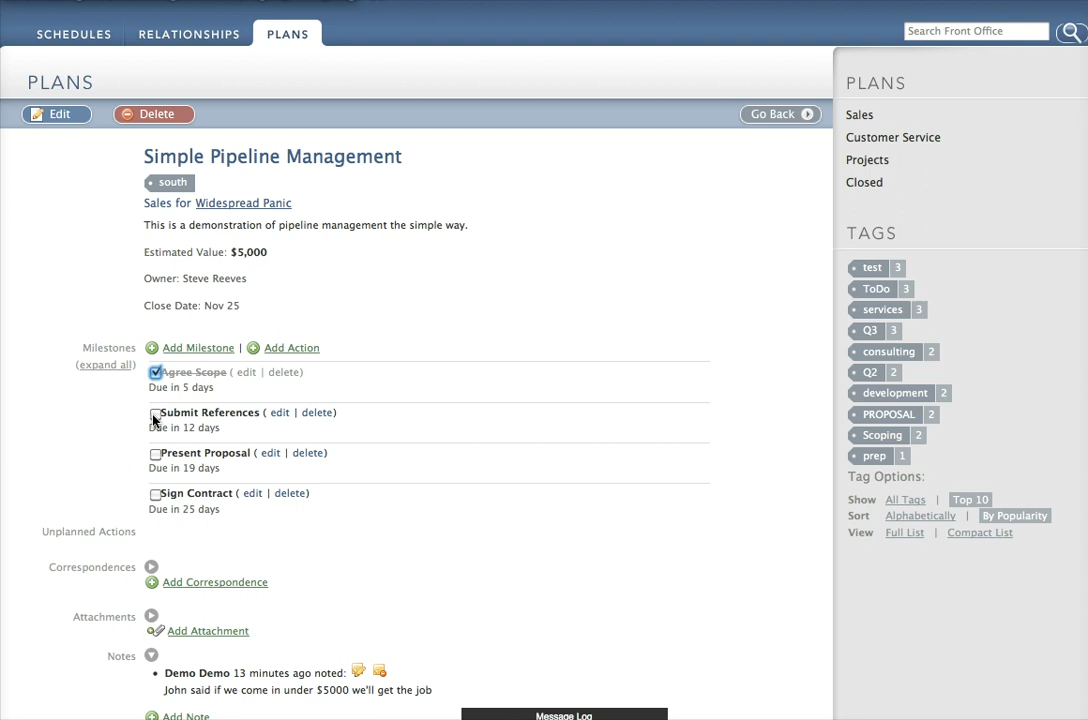 SCHEDULES RELATIONSHIPS PLANS
Search Front Office
PLANS
Edit Delete Go Back
Simple Pipeline Management
south
Sales for Widespread Panic
This is a demonstration of pipeline management the simple way.
Estimated Value: $5,000
Owner: Steve Reeves
Close Date: Nov 25
Milestones
(expand all)
Add Milestone | Add Action
Agree Scope ( edit | delete)
Due in 5 days
Submit References ( edit | delete)
Due in 12 days
Present Proposal ( edit | delete)
Due in 19 days
Sign Contract ( edit | delete)
Due in 25 days
Unplanned Actions
Correspondences
Add Correspondence
Attachments
Add Attachment
Notes
• Demo Demo 13 minutes ago noted:
John said if we come in under $5000 we'll get the job
Add Note
Message Log
PLANS
Sales
Customer Service
Projects
Closed
TAGS
test 3
ToDo 3
services 3
Q3 3
consulting 2
Q2 2
development 2
PROPOSAL 2
Scoping 2
prep 1
Tag Options:
Show All Tags | Top 10
Sort Alphabetically | By Popularity
View Full List | Compact List